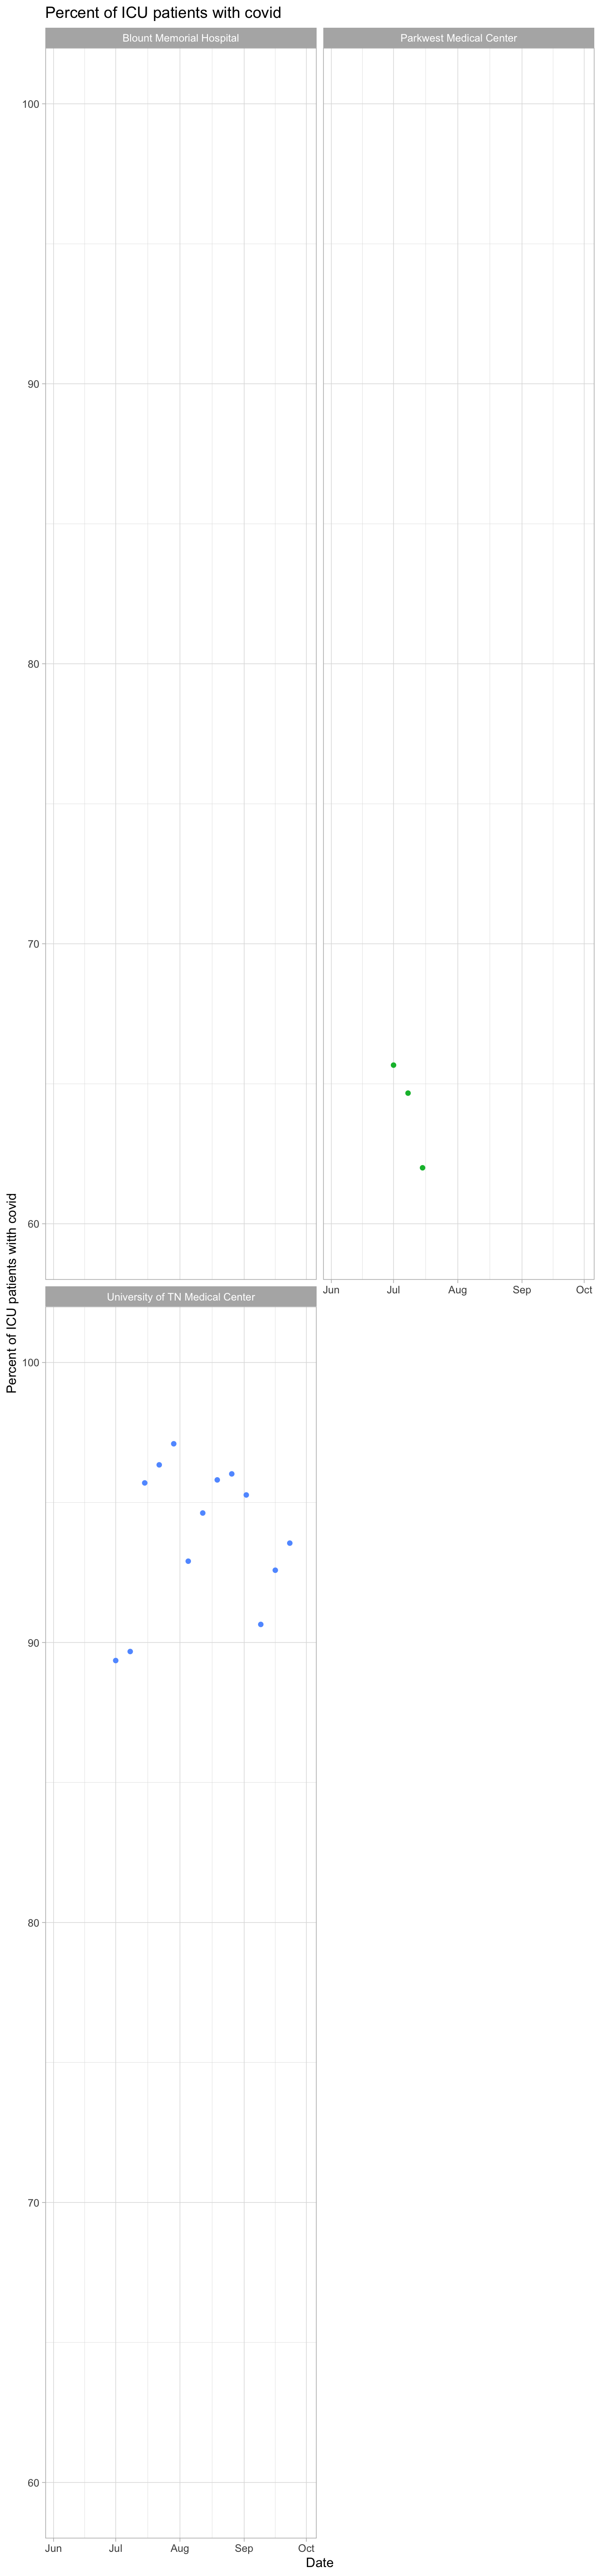 Percent of ICU patients with covid
Blount Memorial Hospital
Parkwest Medical Center
100
90
80
70
60
Jun Jul Aug Sep Oct
Percent of ICU patients witth covid
University of TN Medical Center
100
90
80
70
60
Jun Jul Aug Sep Oct
Date